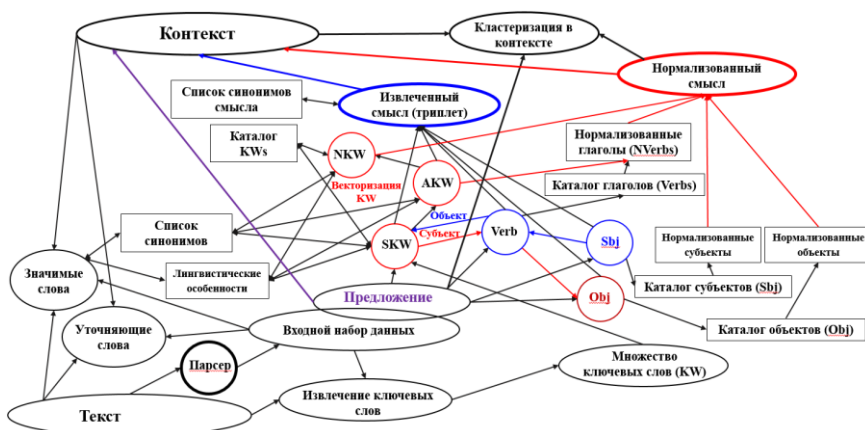 Контекст
Кластеризация в
контексте
Нормализованный
смысл
Список синонимов
смысла
Извлеченный
смысл (триплет)
Каталог
KWs
NKW
Векторизация
KW
AKW
Нормализованные
глаголы (NVerbs)
Каталог глаголов (Verbs)
Список
синонимов
Объект
Субъект
SKW
Verb
Sbj
Нормализованные
субъекты
Нормализованные
объекты
Значимые
слова
Лингвистические
особенности
Предложение
Obj
Каталог субъектов (Sbj)
Уточняющие
слова
Входной набор данных
Каталог объектов (Obj)
Парсер
Множество
ключевых слов (KW)
Текст
Извлечение ключевых
слов